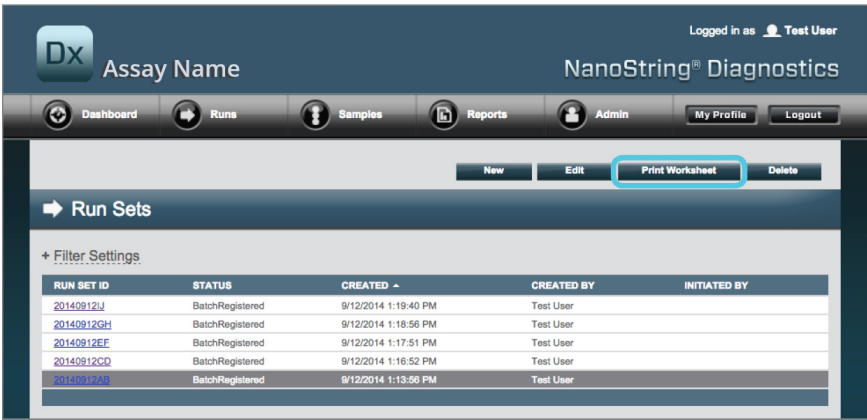 Logged in as Test User
Dx Assay Name NanoString® Diagnostics
Dashboard Runs Samples Reports Admin My Profile Logout
New Edit Print Worksheet Delete
Run Sets
+ Filter Settings
RUN SET ID STATUS CREATED CREATED BY INITIATED BY
20140912IJ BatchRegistered 9/12/2014 1:19:40 PM Test User
20140912GH BatchRegistered 9/12/2014 1:18:56 PM Test User
20140912EF BatchRegistered 9/12/2014 1:17:51 PM Test User
20140912CD BatchRegistered 9/12/2014 1:16:52 PM Test User
20140912AB BatchRegistered 9/12/2014 1:13:56 PM Test User